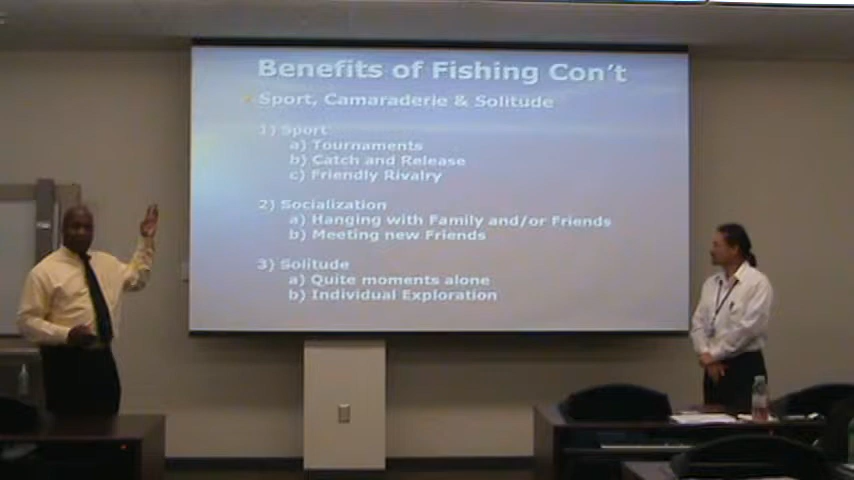 Benefits of Fishing Con't
Sport, Camaraderie & Solitude
1) Sport
a) Tournaments
b) Catch and Release
c) Friendly Rivalry
2) Socialization
a) Hanging with Family and/or Friends
b) Meeting new Friends
3) Solitude
a) Quite moments alone
b) Individual Exploration